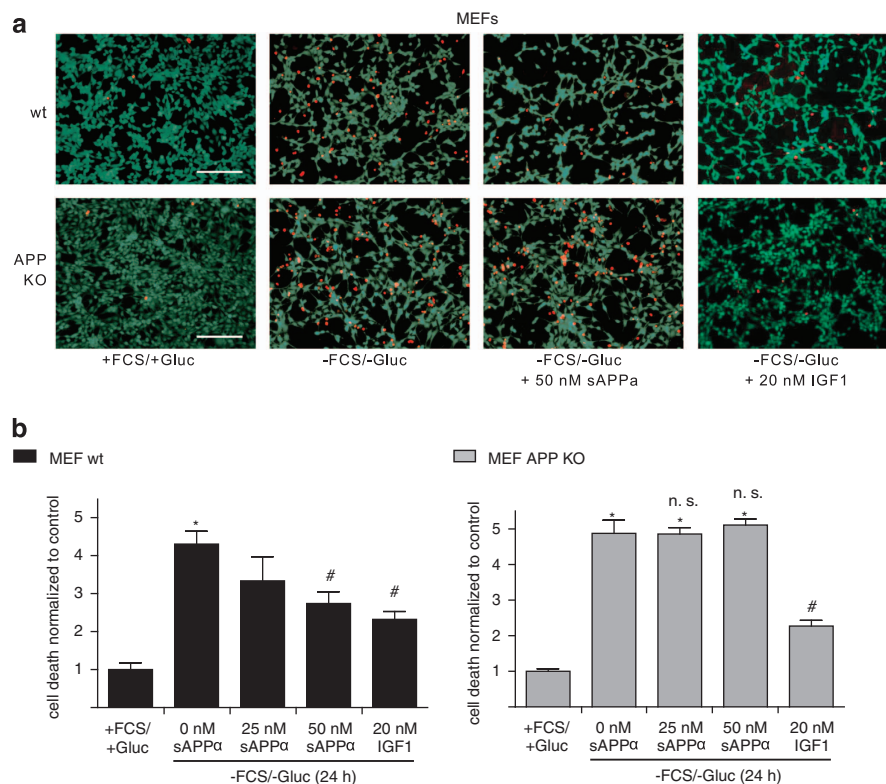 a
MEFs
wt
APP
KO
+FCS/+Gluc
-FCS/-Gluc
-FCS/-Gluc
+ 50 nM sAPPa
-FCS/-Gluc
+ 20 nM IGF1
b
MEF wt
cell death normalized to control
5
4
3
2
1
*
#
#
+FCS/
+Gluc
0 nM
sAPPα
25 nM
sAPPα
50 nM
sAPPα
20 nM
IGF1
-FCS/-Gluc (24 h)
MEF APP KO
cell death normalized to control
5
4
3
2
1
*
n. s.
*
n. s.
*
#
+FCS/
+Gluc
0 nM
sAPPα
25 nM
sAPPα
50 nM
sAPPα
20 nM
IGF1
-FCS/-Gluc (24 h)